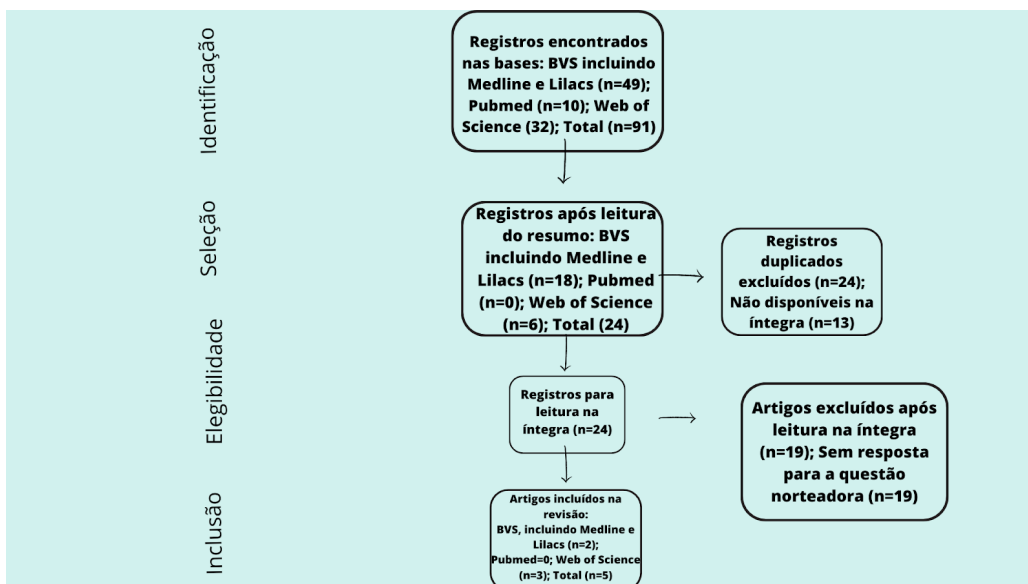 Identificação
Registros encontrados
nas bases: BVS incluindo
Medline e Lilacs (n=49);
Pubmed (n=10); Web of
Science (32); Total (n=91)
Seleção
Registros após leitura
do resumo: BVS
incluindo Medline e
Lilacs (n=18); Pubmed
(n=0); Web of Science
(n=6); Total (24)
Registros
duplicados
excluídos (n=24);
Não disponíveis na
íntegra (n=13)
Elegibilidade
Registros para
leitura na
íntegra (n=24)
Artigos excluídos após
leitura na íntegra
(n=19); Sem resposta
para a questão
norteadora (n=19)
Inclusão
Artigos incluídos na
revisão:
BVS, incluindo Medline e
Lilacs (n=2);
Pubmed=0; Web of Science
(n=3); Total (n=5)